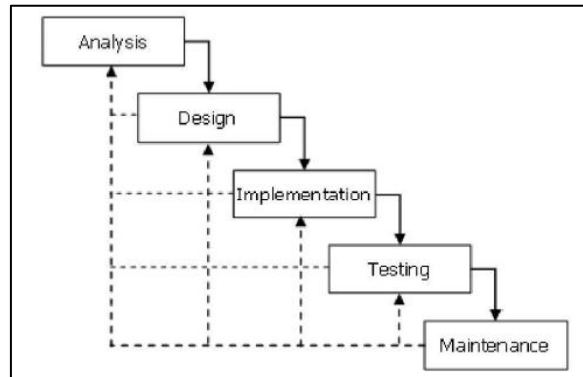 Analysis
Design
Implementation
Testing
Maintenance